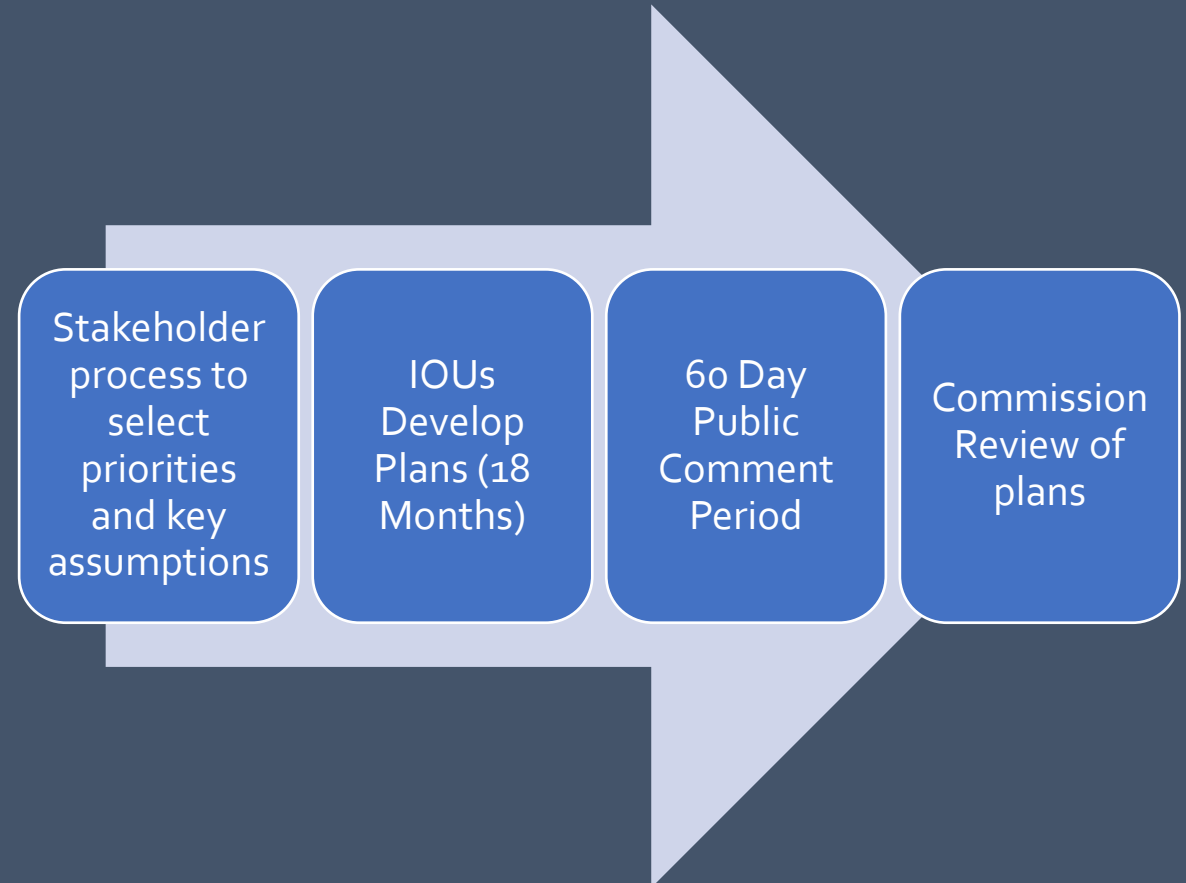 Stakeholder
process to
select
priorities
and key
assumptions
IOUs
Develop
Plans (18
Months)
60 Day
Public
Comment
Period
Commission
Review of
plans